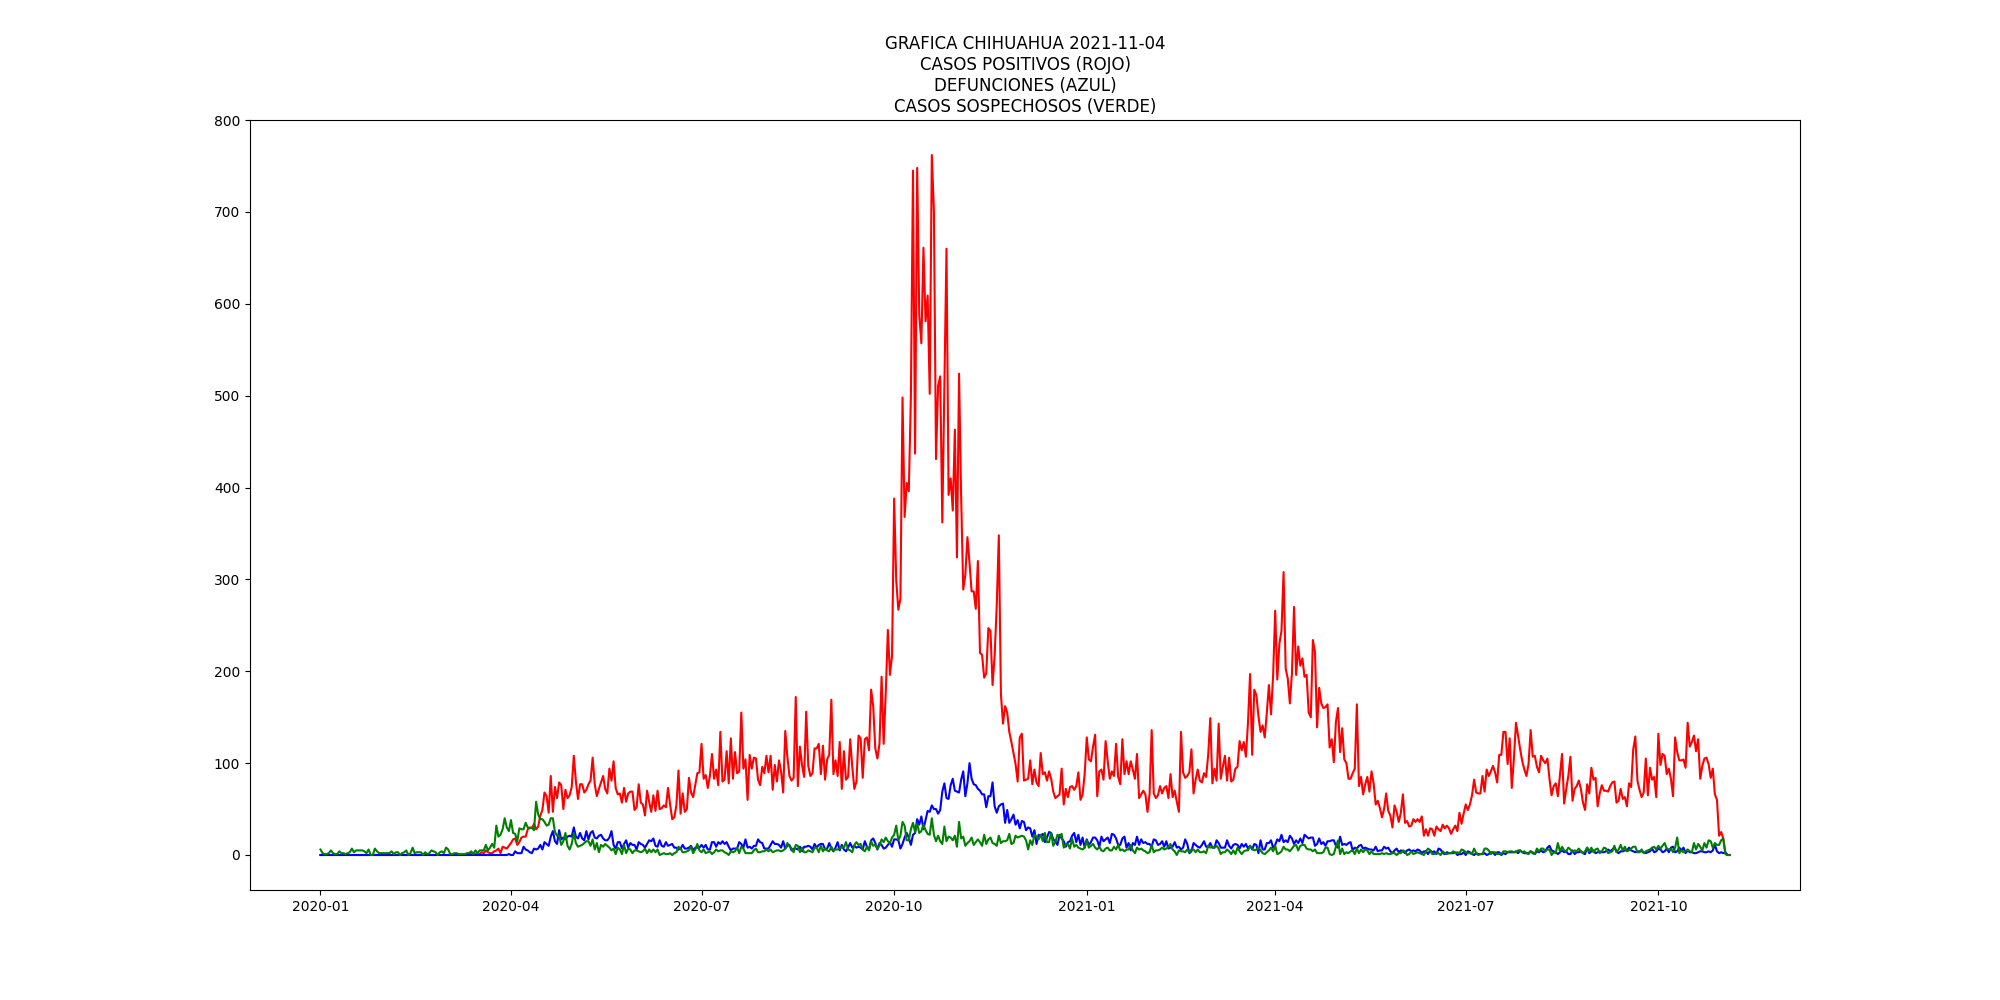 GRAFICA CHIHUAHUA 2021-11-04
CASOS POSITIVOS (ROJO)
DEFUNCIONES (AZUL)
CASOS SOSPECHOSOS (VERDE)
800
700
600
500
400
300
200
100
0
2020-01 2020-04 2020-07 2020-10 2021-01 2021-04 2021-07 2021-10